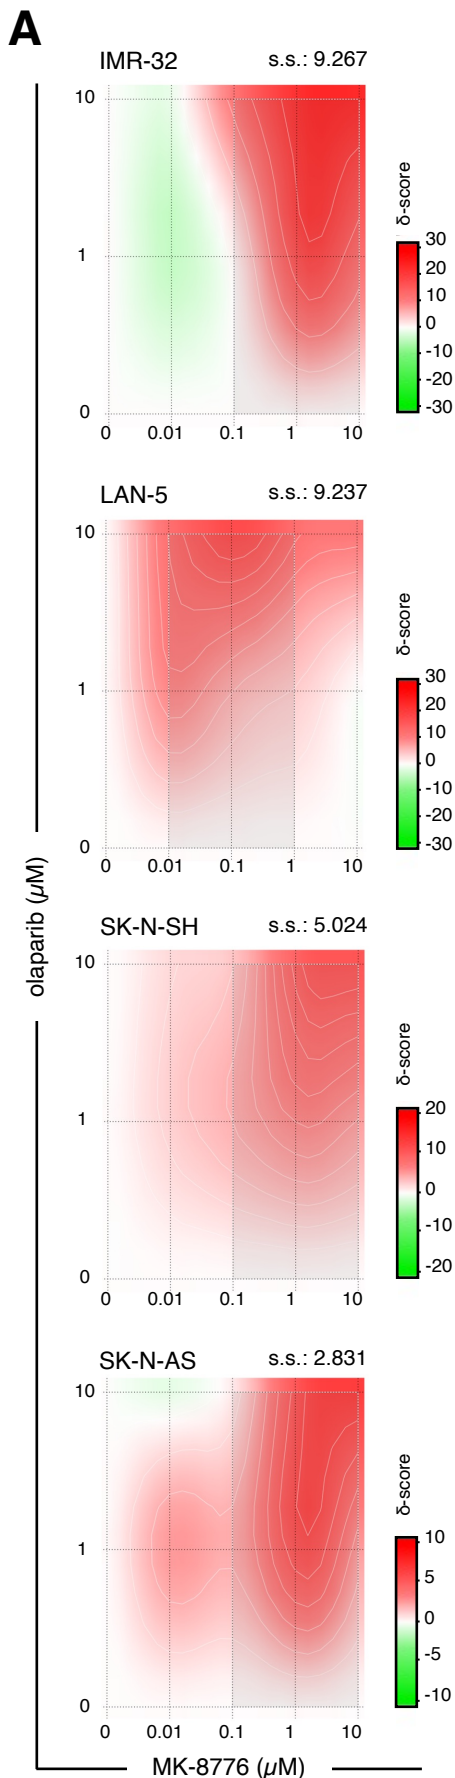 A
IMR-32 s.s.: 9.267
10
1
0
0 0.01 0.1 1 10
δ-score
30
20
10
0
-10
-20
-30
LAN-5 s.s.: 9.237
10
1
0
0 0.01 0.1 1 10
δ-score
30
20
10
0
-10
-20
-30
olaparib (µM)
SK-N-SH s.s.: 5.024
10
1
0
0 0.01 0.1 1 10
δ-score
20
10
0
-10
-20
SK-N-AS s.s.: 2.831
10
1
0
0 0.01 0.1 1 10
δ-score
10
5
0
-5
-10
MK-8776 (µM)